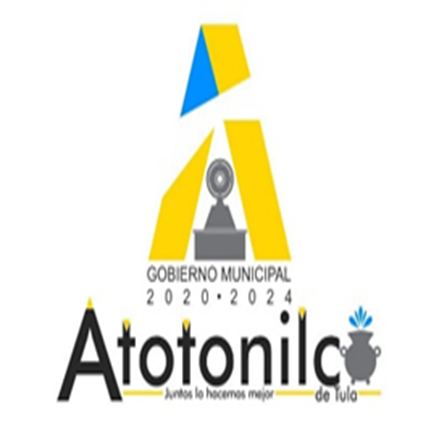 GOBIERNO MUNICIPAL
2020 • 2024
Atotonilco
Juntos lo hacemos mejor
de Tula